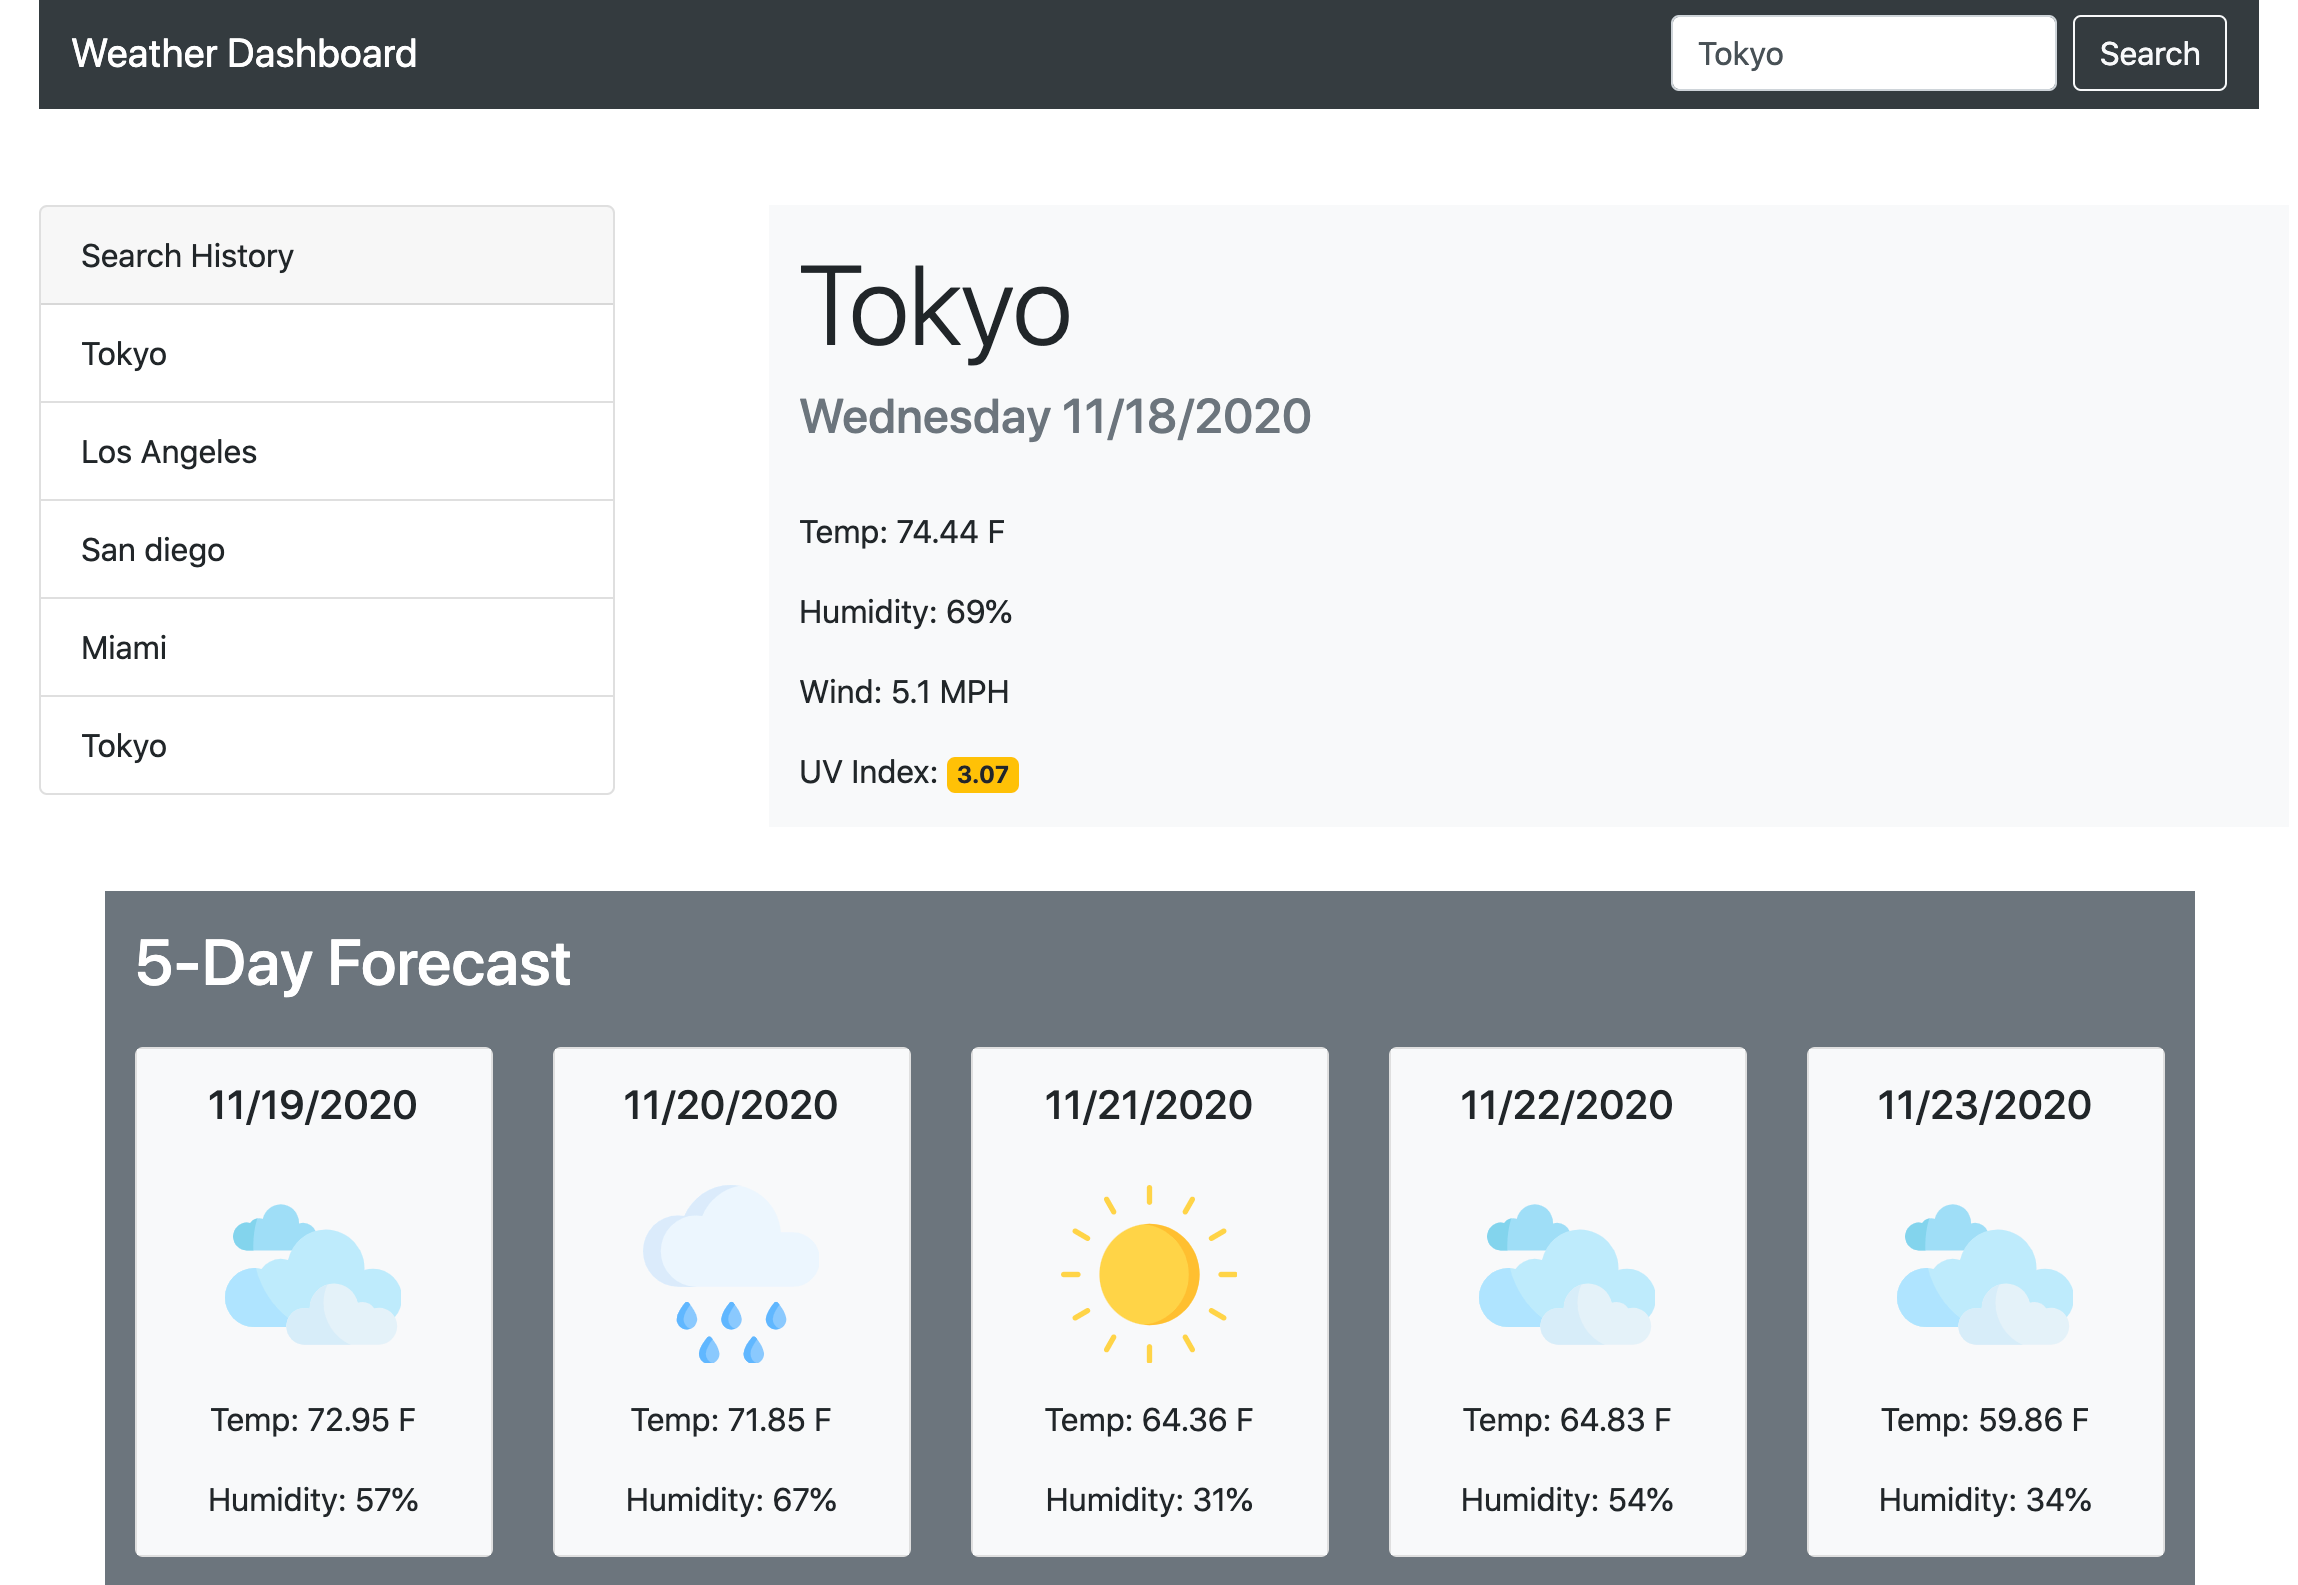 Weather Dashboard
Tokyo
Search
Search History
Tokyo
Los Angeles
San diego
Miami
Tokyo
Tokyo
Wednesday 11/18/2020
Temp: 74.44 F
Humidity: 69%
Wind: 5.1 MPH
UV Index: 3.07
5-Day Forecast
11/19/2020
Temp: 72.95 F
Humidity: 57%
11/20/2020
Temp: 71.85 F
Humidity: 67%
11/21/2020
Temp: 64.36 F
Humidity: 31%
11/22/2020
Temp: 64.83 F
Humidity: 54%
11/23/2020
Temp: 59.86 F
Humidity: 34%